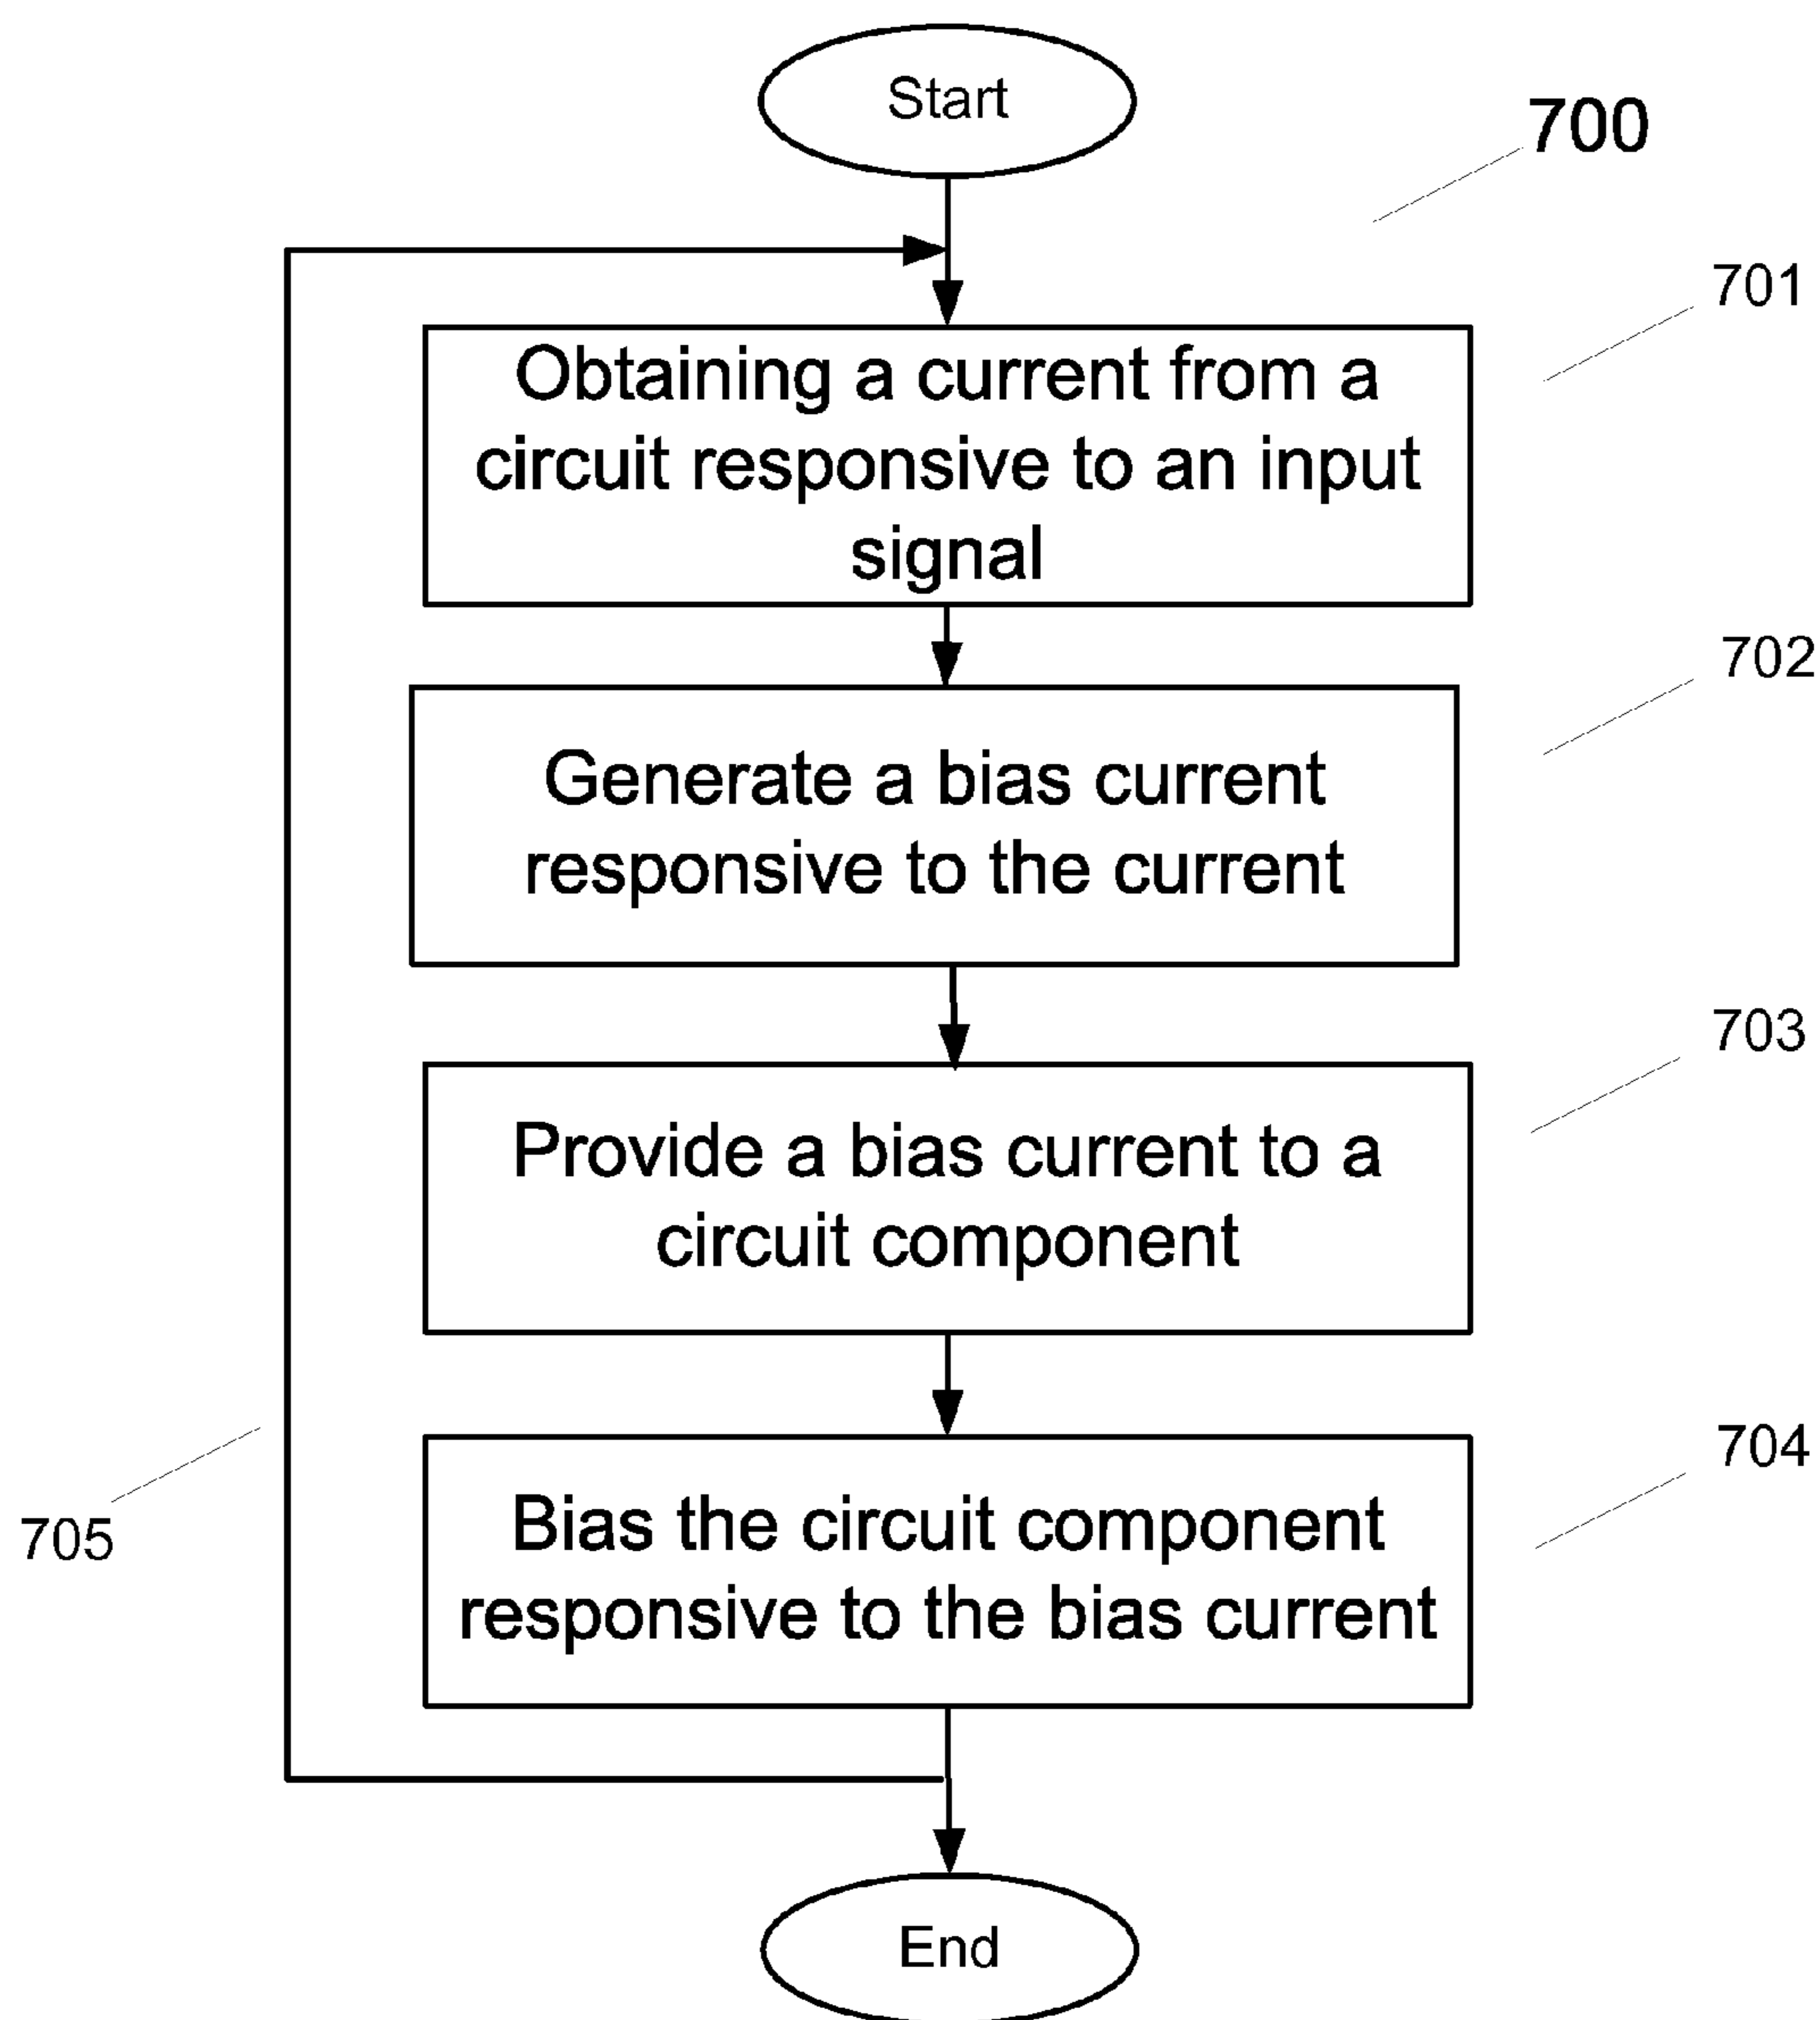 Start
700
701
Obtaining a current from a
circuit responsive to an input
signal
702
Generate a bias current
responsive to the current
703
Provide a bias current to a
circuit component
704
Bias the circuit component
responsive to the bias current
705
End